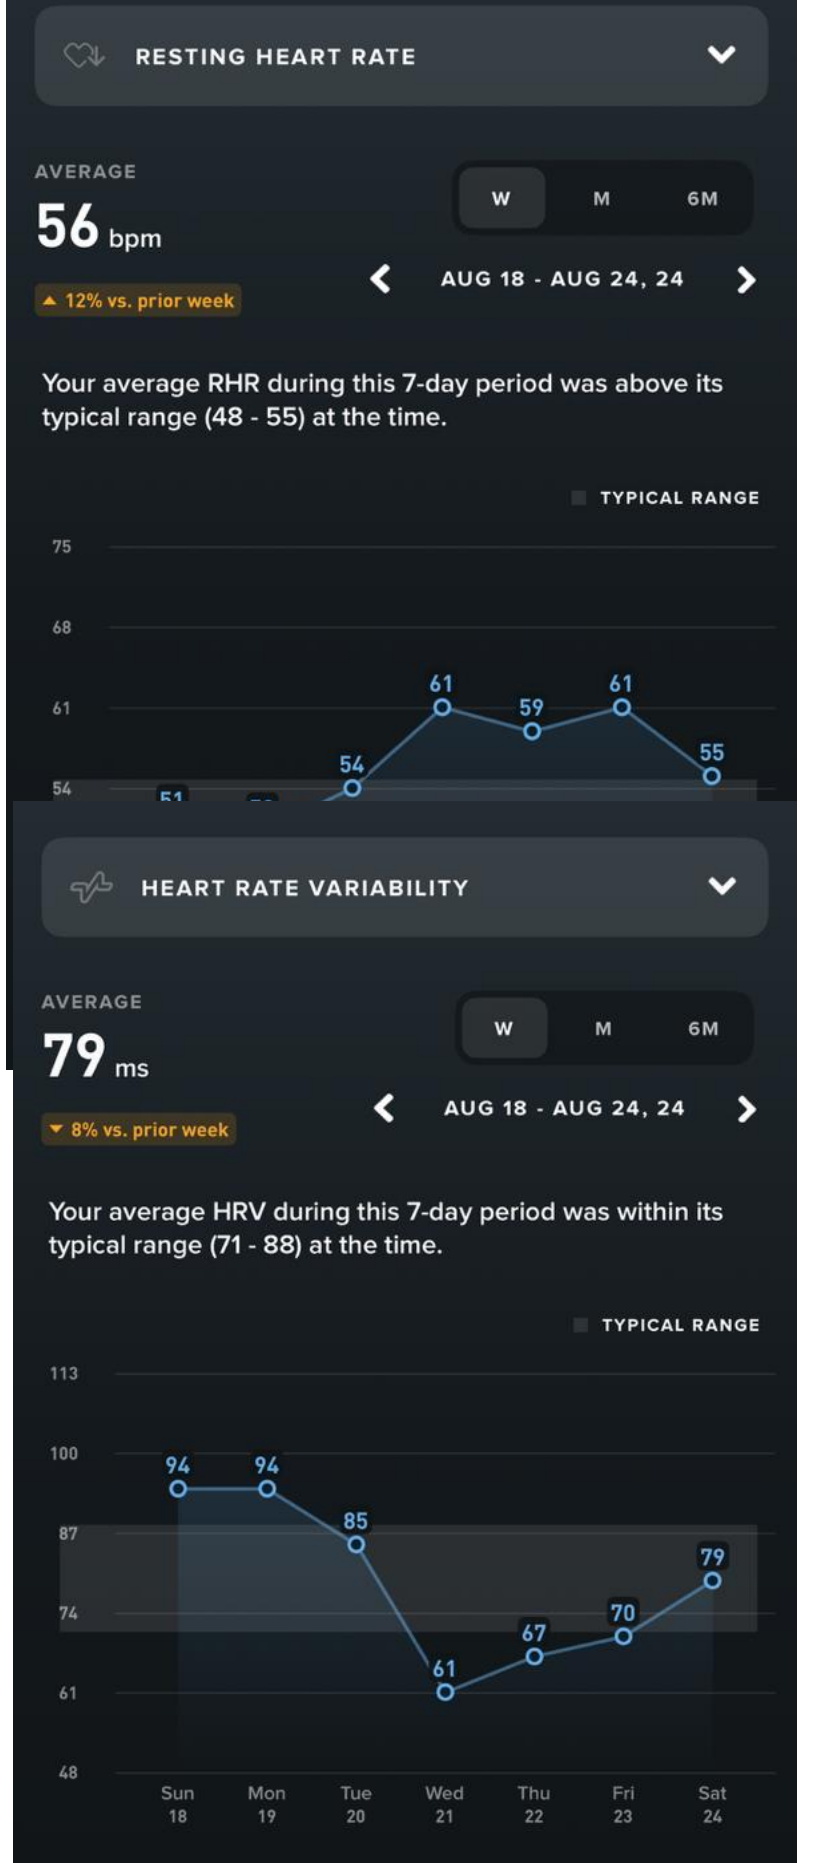 RESTING HEART RATE
AVERAGE
56 bpm
W M 6M
12% vs. prior week
AUG 18 - AUG 24, 24
Your average RHR during this 7-day period was above its
typical range (48 - 55) at the time.
TYPICAL RANGE
75
68
61
61 59 61
55
54
54
51
HEART RATE VARIABILITY
AVERAGE
79 ms
W M 6M
8% vs. prior week
AUG 18 - AUG 24, 24
Your average HRV during this 7-day period was within its
typical range (71 - 88) at the time.
TYPICAL RANGE
113
100
94 94
87
85
79
74
70
67
61
61
48
Sun Mon Tue Wed Thu Fri Sat
18 19 20 21 22 23 24